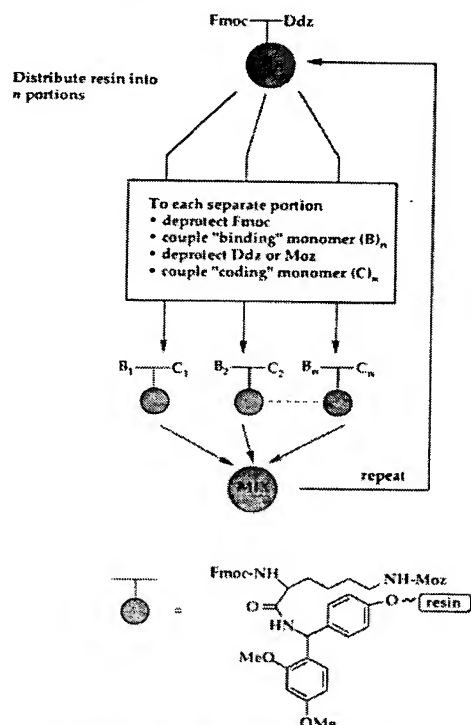 Fmoc Ddz
Distribute resin into
n portions
To each separate portion
• deprotect Fmoc
• couple "binding" monomer (B)n
• deprotect Ddz or Moz
• couple "coding" monomer (C)n
B1 C1 B2 C2 Bn Cn
MIX
repeat
Fmoc-NH NH-Moz
=
O O resin
HN
MeO
OMe